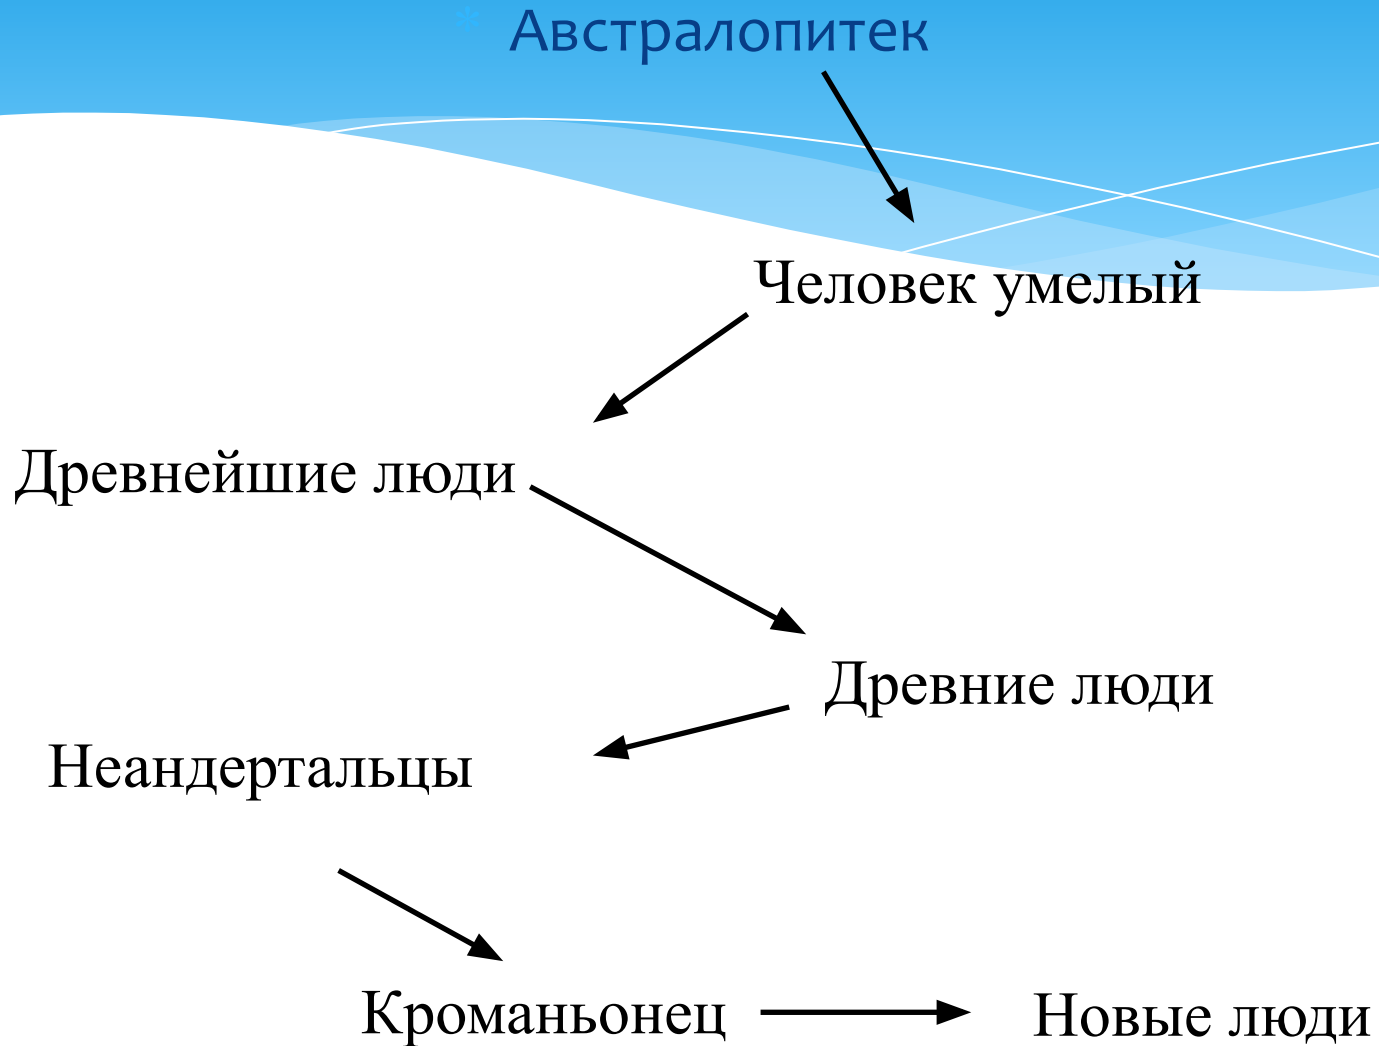 * Австралопитек
Человек умелый
Древнейшие люди
Древние люди
Неандертальцы
Кроманьонец
Новые люди